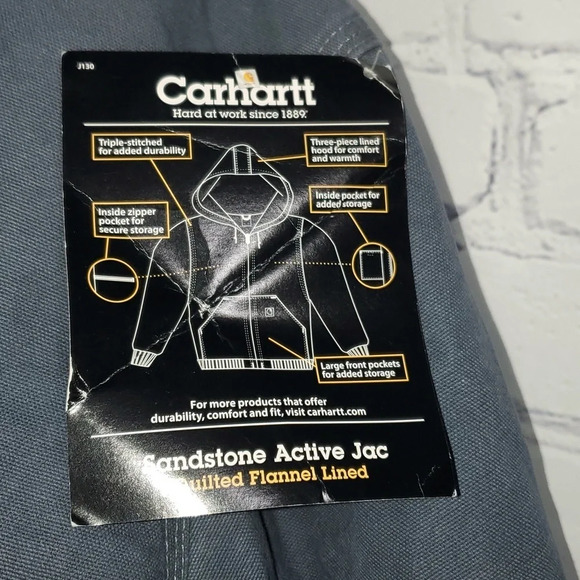 J130
Carhartt
Hard at work since 1889.
Triple-stitched
for added durability
Three-piece lined
hood for comfort
and warmth
Inside zipper
pocket for
secure storage
Inside pocket for
added storage
Large front pockets
for added storage
For more products that offer
durability, comfort and fit, visit carhartt.com
Sandstone Active Jac
Quilted Flannel Lined